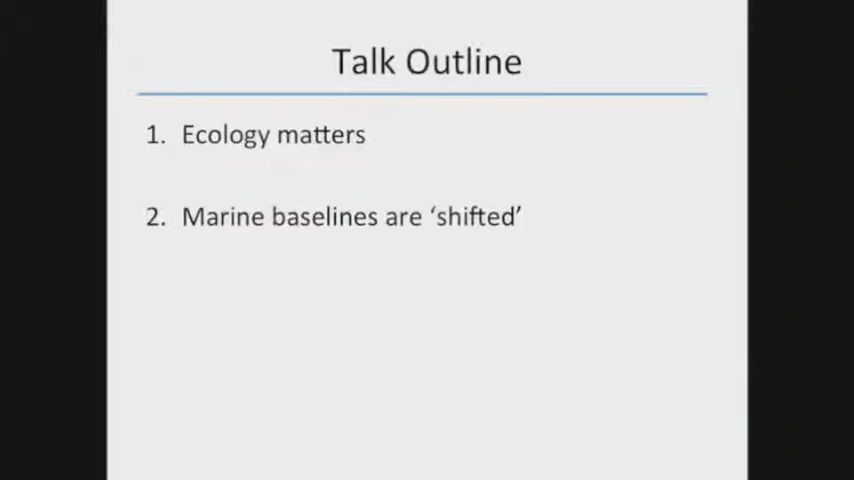 Talk Outline
1. Ecology matters
2. Marine baselines are ‘shifted’